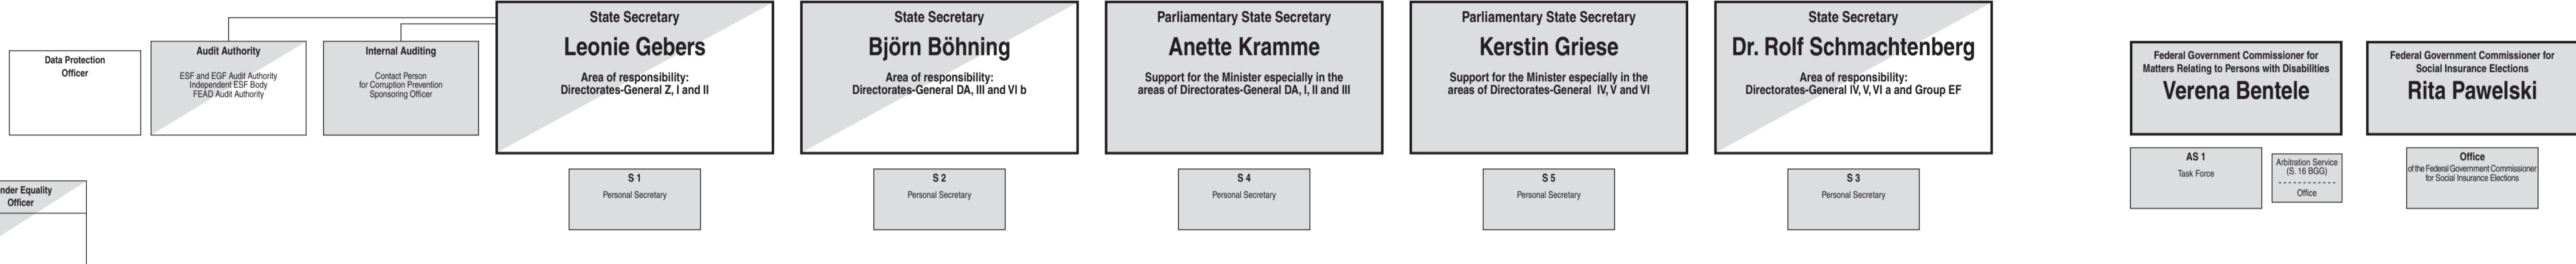 Data Protection
Officer
Audit Authority
ESF and EGF Audit Authority
Independent ESF Body
FEAD Audit Authority
Internal Auditing
Contact Person
for Corruption Prevention
Sponsoring Officer
State Secretary
Leonie Gebers
Area of responsibility:
Directorates-General Z, I and II
S 1
Personal Secretary
State Secretary
Björn Böhning
Area of responsibility:
Directorates-General DA, III and VI b
S 2
Personal Secretary
Parliamentary State Secretary
Anette Kramme
Support for the Minister especially in the
areas of Directorates-General DA, I, II and III
S 4
Personal Secretary
Parliamentary State Secretary
Kerstin Griese
Support for the Minister especially in the
areas of Directorates-General IV, V and VI
S 5
Personal Secretary
State Secretary
Dr. Rolf Schmachtenberg
Area of responsibility:
Directorates-General IV, V, VI a and Group EF
S 3
Personal Secretary
Federal Government Commissioner for
Matters Relating to Persons with Disabilities
Verena Bentele
AS 1
Task Force
Arbitration Service
(S. 16 BGG)
Office
Federal Government Commissioner for
Social Insurance Elections
Rita Pawelski
Office
of the Federal Government Commissioner
for Social Insurance Elections
nder Equality
Officer